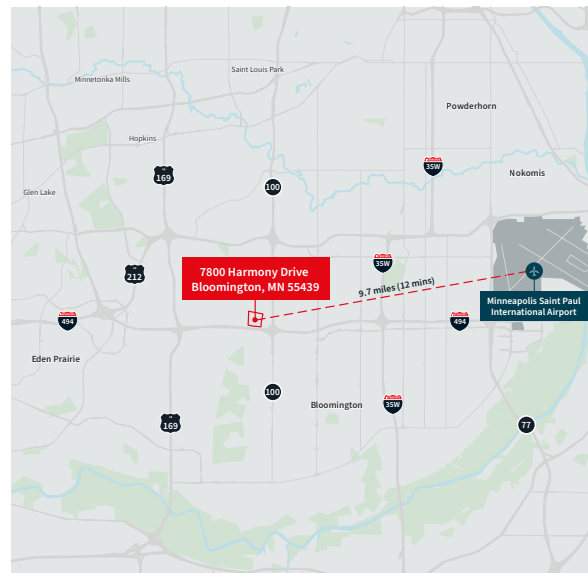 Saint Louis Park
Minnetonka Mills
Powderhorn
Hopkins
35W
169
100
Nokomis
Glen Lake
212
35W
7800 Harmony Drive
Bloomington, MN 55439
9.7 miles (12 mins)
Minneapolis Saint Paul
International Airport
494
494
Eden Prairie
100
Bloomington
35W
169
77